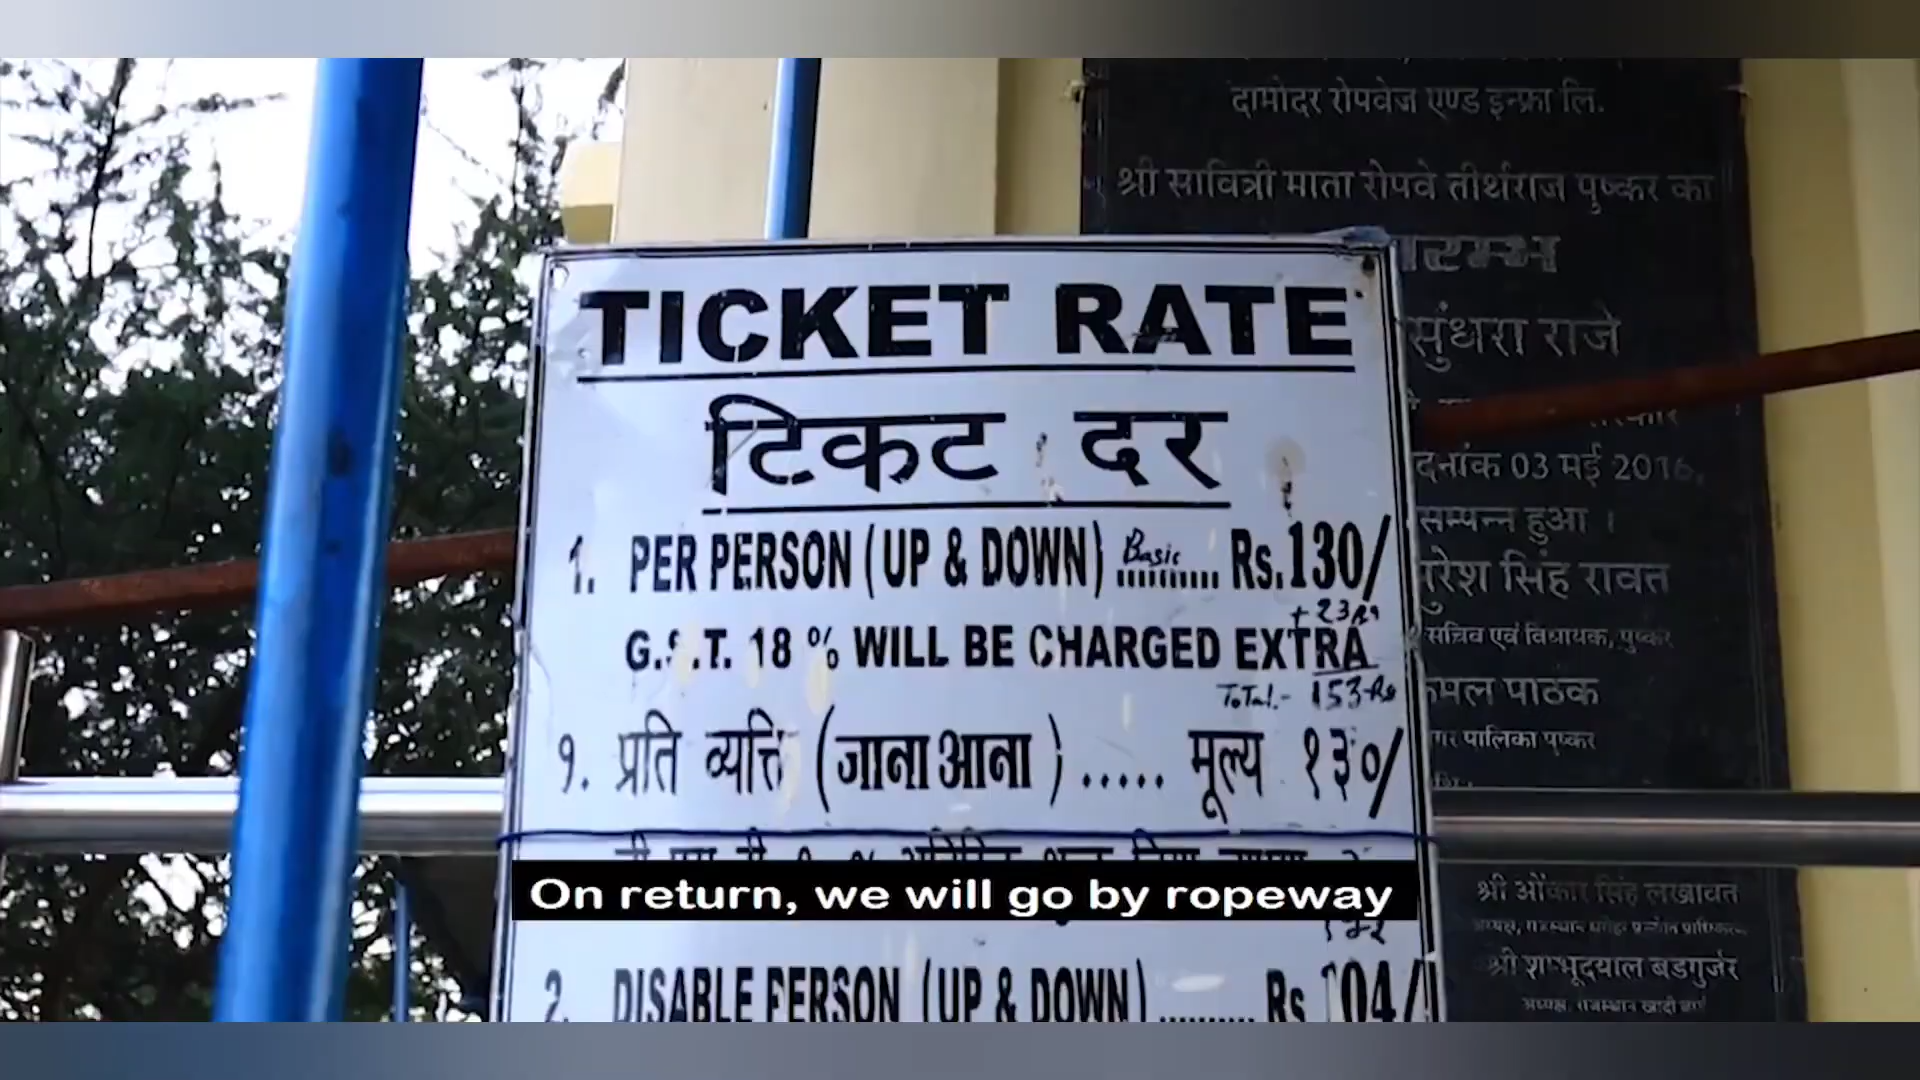 TICKET RATE
टिकट दर
1. PER PERSON (UP & DOWN) Basic .......... Rs.130/
+23Rs
G.S.T. 18 % WILL BE CHARGED EXTRA
ToTal.- 153-Rs
१. प्रति व्यक्ति (जाना आना ) ..... मूल्य १३०/
On return, we will go by ropeway
2. DISABLE PERSON (UP & DOWN) .......... Rs 104/
दामोदर रोपवेज एण्ड इन्फ्रा लि.
श्री सावित्री माता रोपवे तीर्थराज पुष्कर का
सुंधरा राजे
03 मई 2016
सम्पन्न हुआ ।
सिंह रावत
सचिव एवं विधायक, पुष्कर
पाठक
पालिका पुष्कर
श्री ओंकार सिंह लखावत
श्री शम्भूदयाल बडगुर्जर